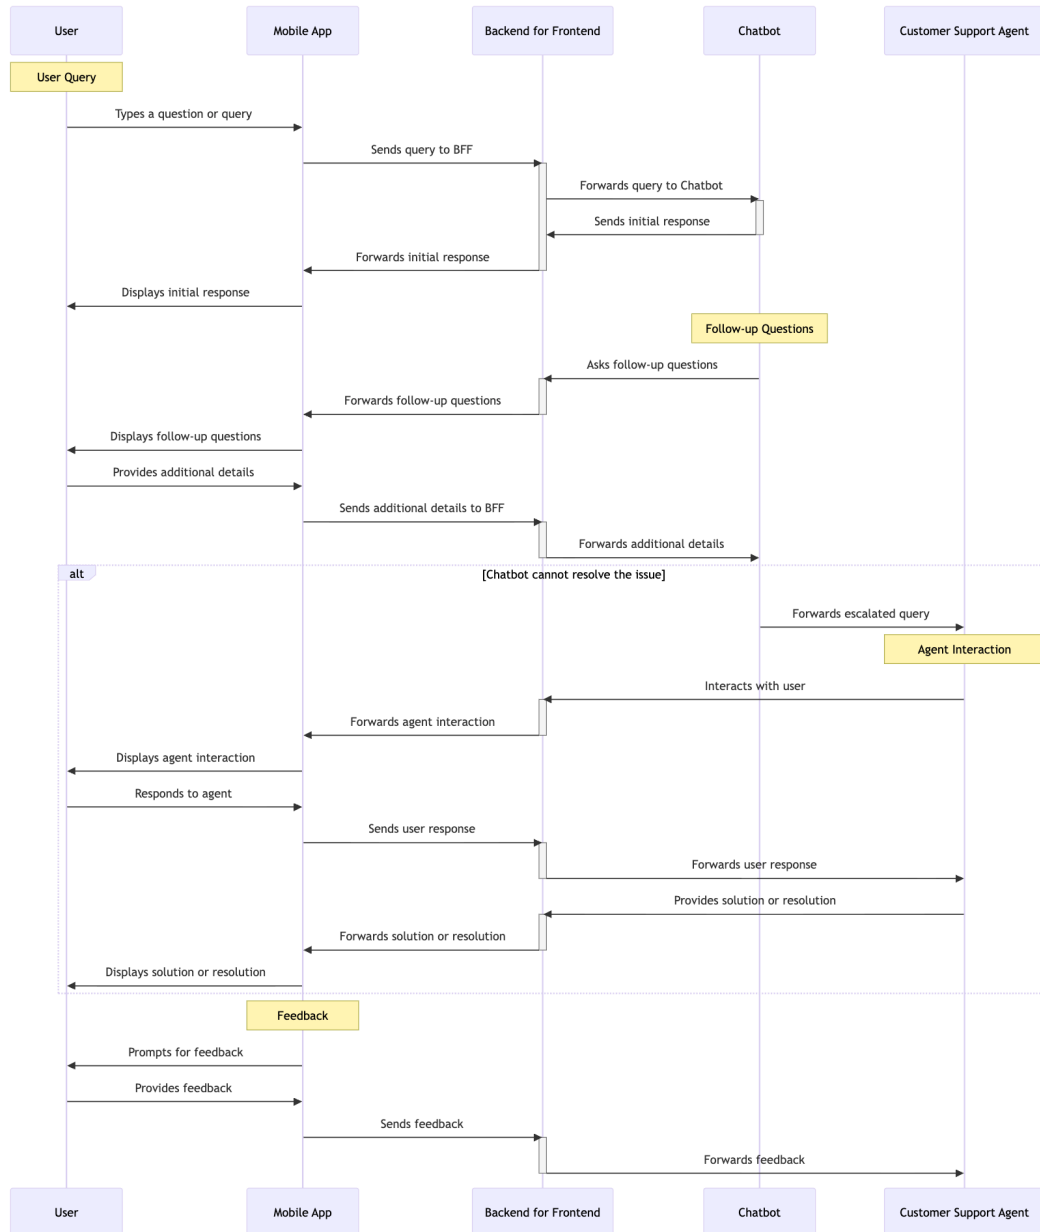 User
Mobile App
Backend for Frontend
Chatbot
Customer Support Agent
User Query
Types a question or query
Sends query to BFF
Forwards query to Chatbot
Sends initial response
Forwards initial response
Displays initial response
Follow-up Questions
Asks follow-up questions
Forwards follow-up questions
Displays follow-up questions
Provides additional details
Sends additional details to BFF
Forwards additional details
alt
[Chatbot cannot resolve the issue]
Forwards escalated query
Agent Interaction
Interacts with user
Forwards agent interaction
Displays agent interaction
Responds to agent
Sends user response
Forwards user response
Provides solution or resolution
Forwards solution or resolution
Displays solution or resolution
Feedback
Prompts for feedback
Provides feedback
Sends feedback
Forwards feedback
User
Mobile App
Backend for Frontend
Chatbot
Customer Support Agent